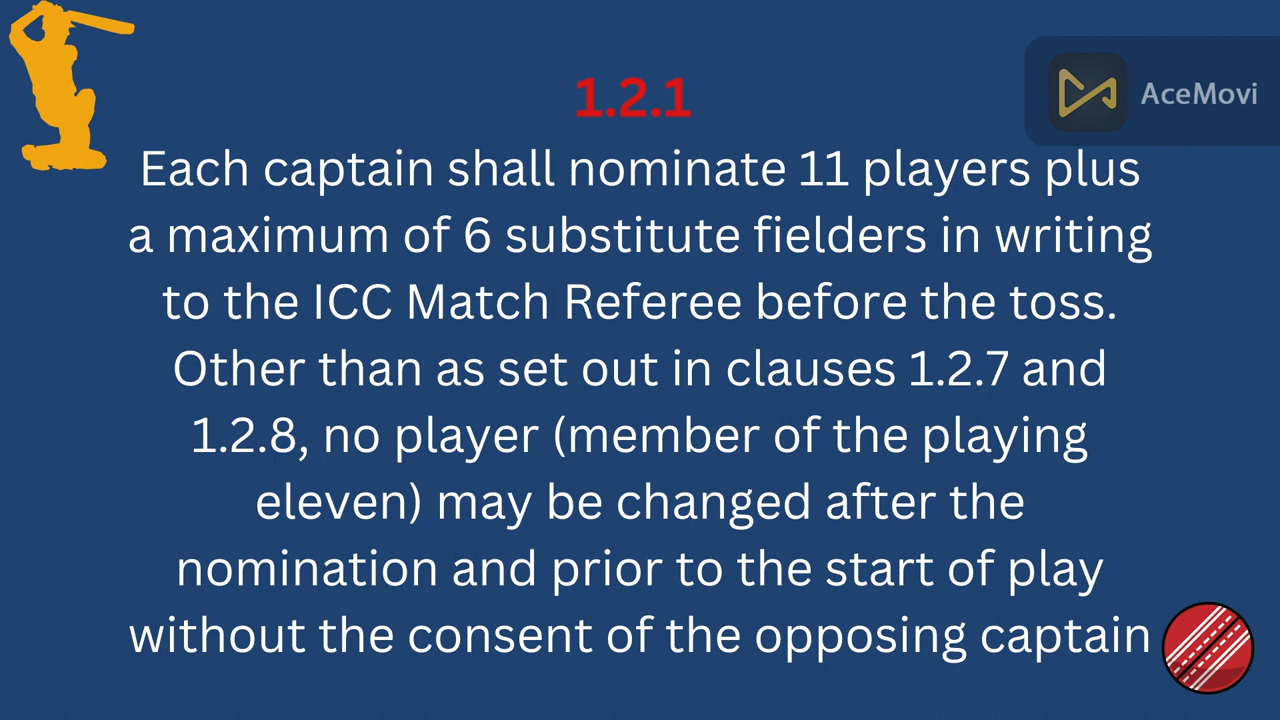 1.2.1
AceMovi
Each captain shall nominate 11 players plus
a maximum of 6 substitute fielders in writing
to the ICC Match Referee before the toss.
Other than as set out in clauses 1.2.7 and
1.2.8, no player (member of the playing
eleven) may be changed after the
nomination and prior to the start of play
without the consent of the opposing captain